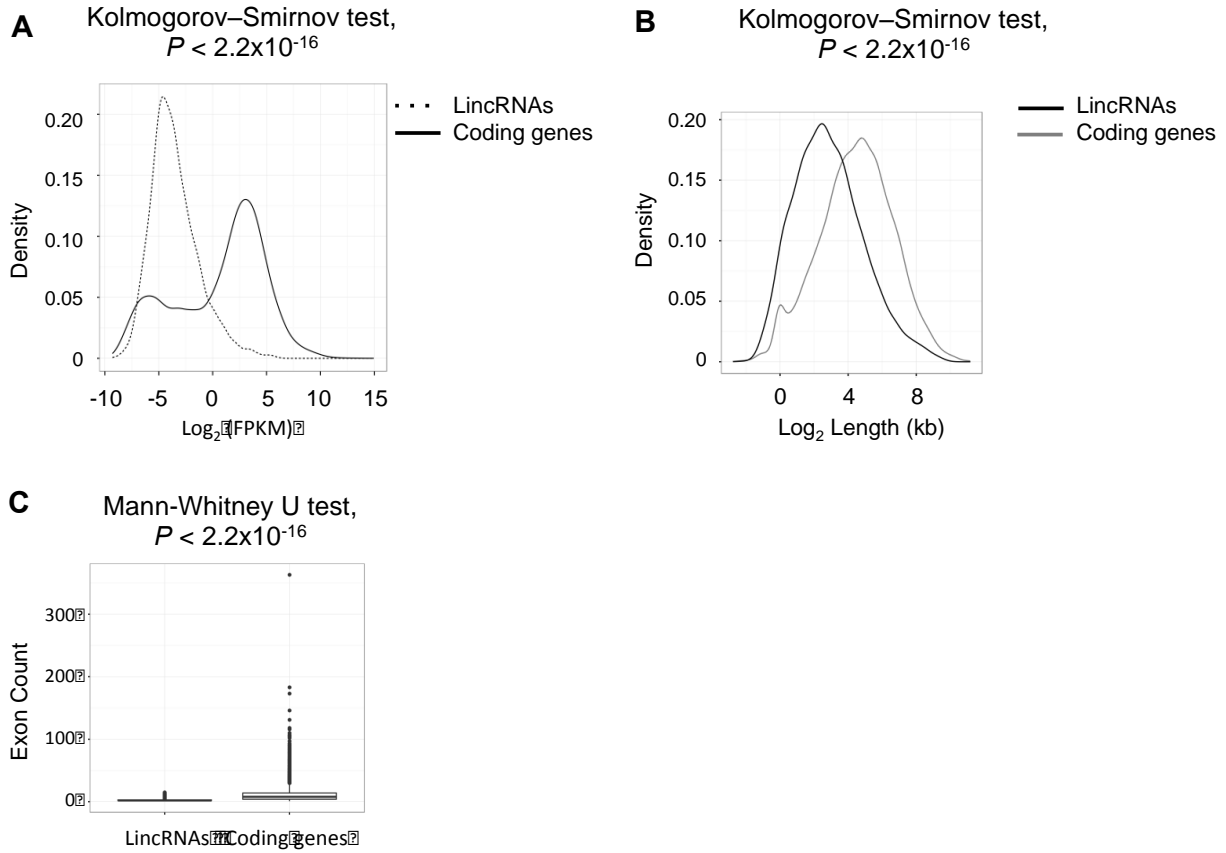 A
Kolmogorov–Smirnov test,
P < 2.2x10-16
LincRNAs
Coding genes
0.20
0.15
0.10
0.05
0
Density
-10 -5 0 5 10 15
Log2 (FPKM)
B
Kolmogorov–Smirnov test,
P < 2.2x10-16
LincRNAs
Coding genes
0.20
0.15
0.10
0.05
0
Density
0 4 8
Log2 Length (kb)
C
Mann-Whitney U test,
P < 2.2x10-16
300
200
100
0
Exon Count
LincRNAs Coding genes